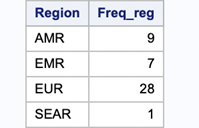 Region Freq_reg
AMR 9
EMR 7
EUR 28
SEAR 1